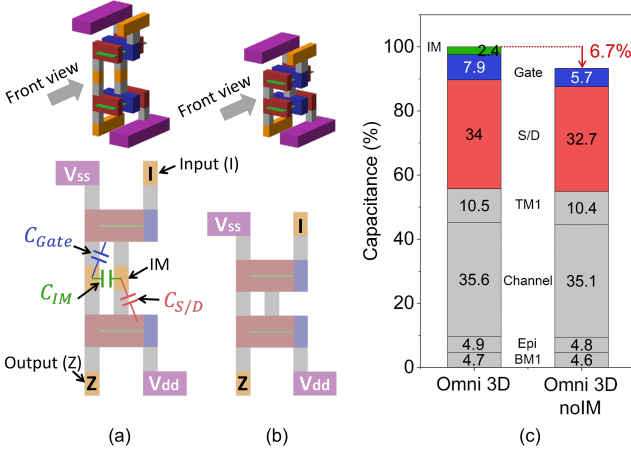 Front view
Front view
Vss
I
Input (I)
C_Gate
IM
C_IM
C_S/D
Output (Z)
Z
Vdd
(a)
Vss
I
Z
Vdd
(b)
Capacitance (%)
100
80
60
40
20
0
IM
2.4
6.7%
7.9
Gate
5.7
34
S/D
32.7
10.5
TM1
10.4
35.6
Channel
35.1
4.9
Epi
4.8
4.7
BM1
4.6
Omni 3D
Omni 3D
noIM
(c)